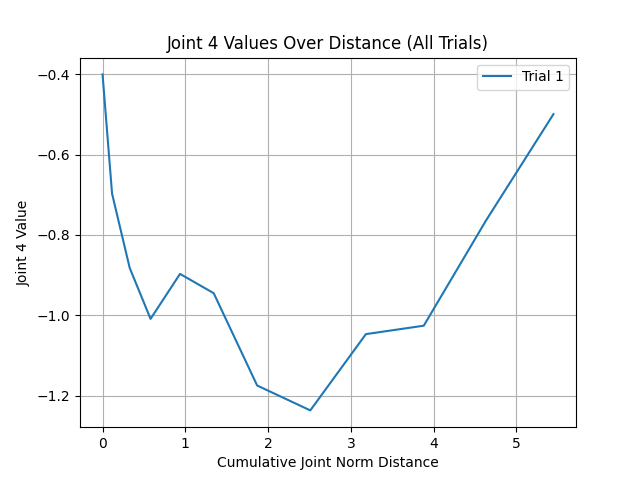 Joint 4 Values Over Distance (All Trials)
Trial 1
−0.4
−0.6
−0.8
−1.0
−1.2
Joint 4 Value
0 1 2 3 4 5
Cumulative Joint Norm Distance